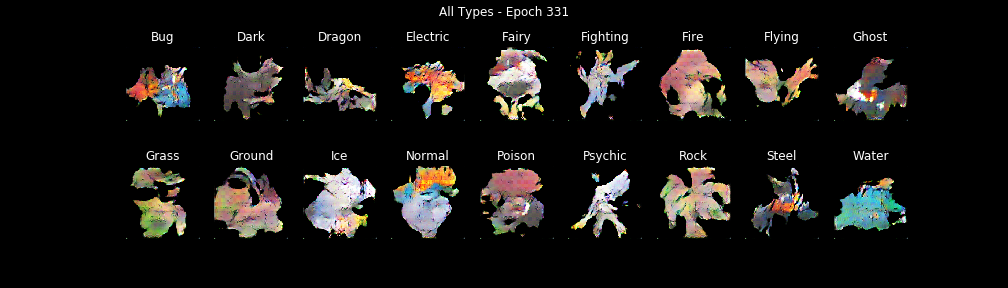 All Types - Epoch 331
Bug Dark Dragon Electric Fairy Fighting Fire Flying Ghost
Grass Ground Ice Normal Poison Psychic Rock Steel Water